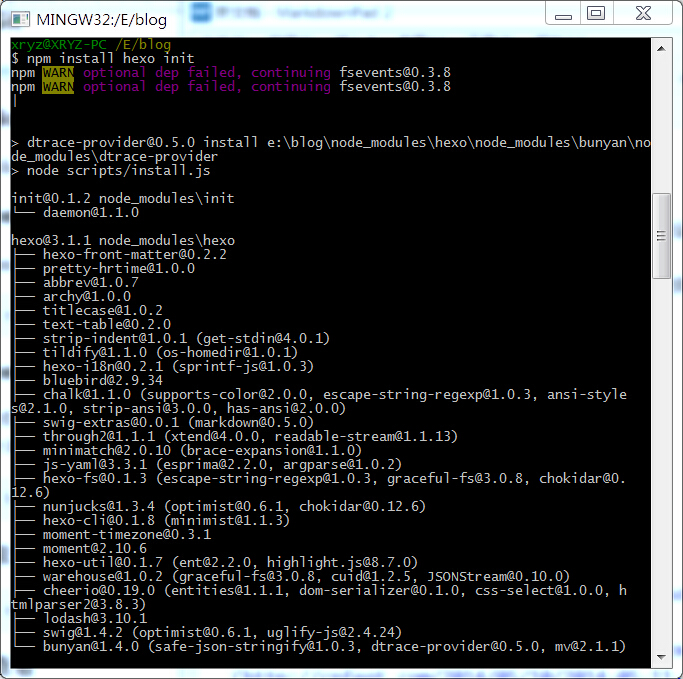 MINGW32:/E/blog
xryz@XRYZ-PC /E/blog
$ npm install hexo init
npm WARN optional dep failed, continuing fsevents@0.3.8
npm WARN optional dep failed, continuing fsevents@0.3.8
|
> dtrace-provider@0.5.0 install e:\blog\node_modules\hexo\node_modules\bunyan\no
de_modules\dtrace-provider
> node scripts/install.js
init@0.1.2 node_modules\init
└── daemon@1.1.0
hexo@3.1.1 node_modules\hexo
├── hexo-front-matter@0.2.2
├── pretty-hrtime@1.0.0
├── abbrev@1.0.7
├── archy@1.0.0
├── titlecase@1.0.2
├── text-table@0.2.0
├── strip-indent@1.0.1 (get-stdin@4.0.1)
├── tildify@1.1.0 (os-homedir@1.0.1)
├── hexo-i18n@0.2.1 (sprintf-js@1.0.3)
├── bluebird@2.9.34
├── chalk@1.1.0 (supports-color@2.0.0, escape-string-regexp@1.0.3, ansi-style
s@2.1.0, strip-ansi@3.0.0, has-ansi@2.0.0)
├── swig-extras@0.0.1 (markdown@0.5.0)
├── through2@1.1.1 (xtend@4.0.0, readable-stream@1.1.13)
├── minimatch@2.0.10 (brace-expansion@1.1.0)
├── js-yaml@3.3.1 (esprima@2.2.0, argparse@1.0.2)
├── hexo-fs@0.1.3 (escape-string-regexp@1.0.3, graceful-fs@3.0.8, chokidar@0.
12.6)
├── nunjucks@1.3.4 (optimist@0.6.1, chokidar@0.12.6)
├── hexo-cli@0.1.8 (minimist@1.1.3)
├── moment-timezone@0.3.1
├── moment@2.10.6
├── hexo-util@0.1.7 (ent@2.2.0, highlight.js@8.7.0)
├── warehouse@1.0.2 (graceful-fs@3.0.8, cuid@1.2.5, JSONStream@0.10.0)
├── cheerio@0.19.0 (entities@1.1.1, dom-serializer@0.1.0, css-select@1.0.0, h
tmlparser2@3.8.3)
├── lodash@3.10.1
├── swig@1.4.2 (optimist@0.6.1, uglify-js@2.4.24)
└── bunyan@1.4.0 (safe-json-stringify@1.0.3, dtrace-provider@0.5.0, mv@2.1.1)